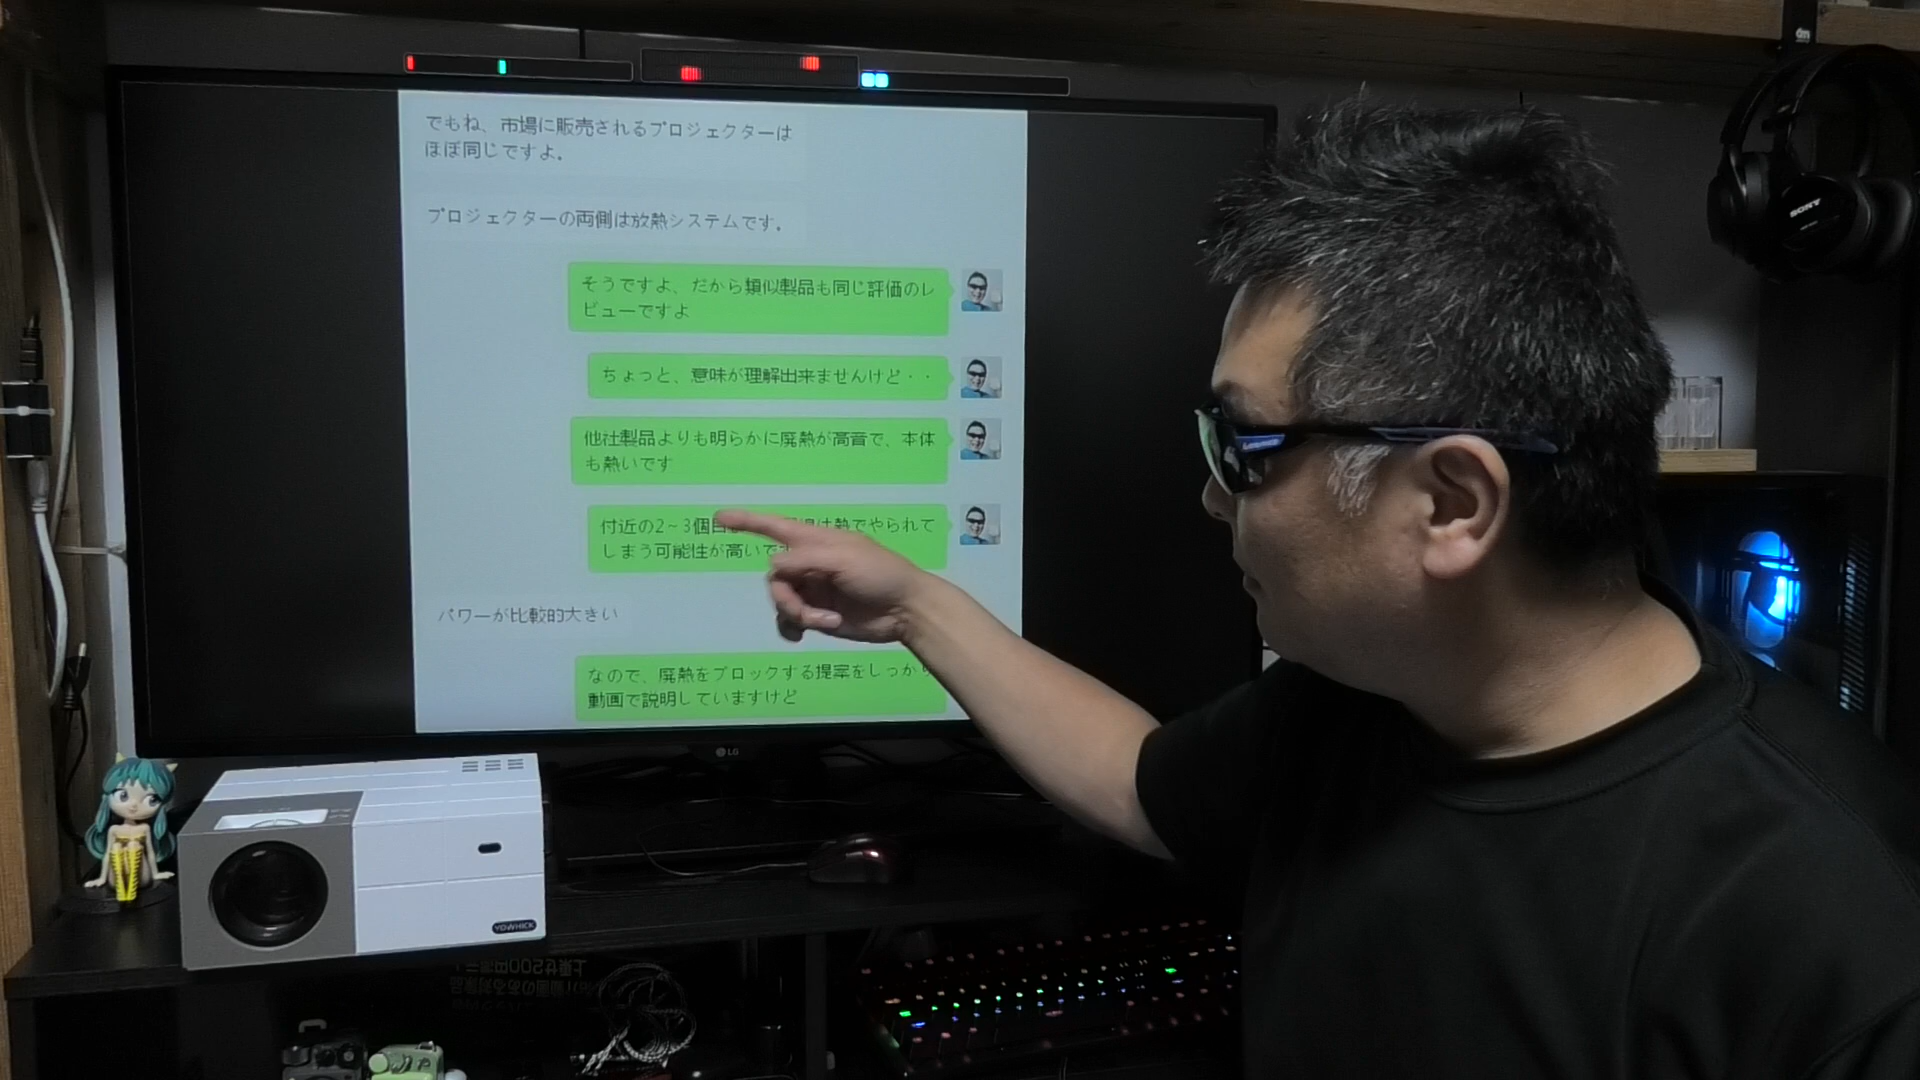 でもね、市場に販売されるプロジェクターは
ほぼ同じですよ。
プロジェクターの両側は放熱システムです。
そうですよ、だから類似製品も同じ評価のレ
ビューですよ
ちょっと、意味が理解出来ませんけど・・
他社製品よりも明らかに廃熱が高音で、本体
も熱いです
付近の2~3個目 は熱でやられて
しまう可能性が高いです
パワーが比較的大きい
なので、廃熱をブロックする提案をしっかり
動画で説明していますけど
LG
YOWHICK
SONY